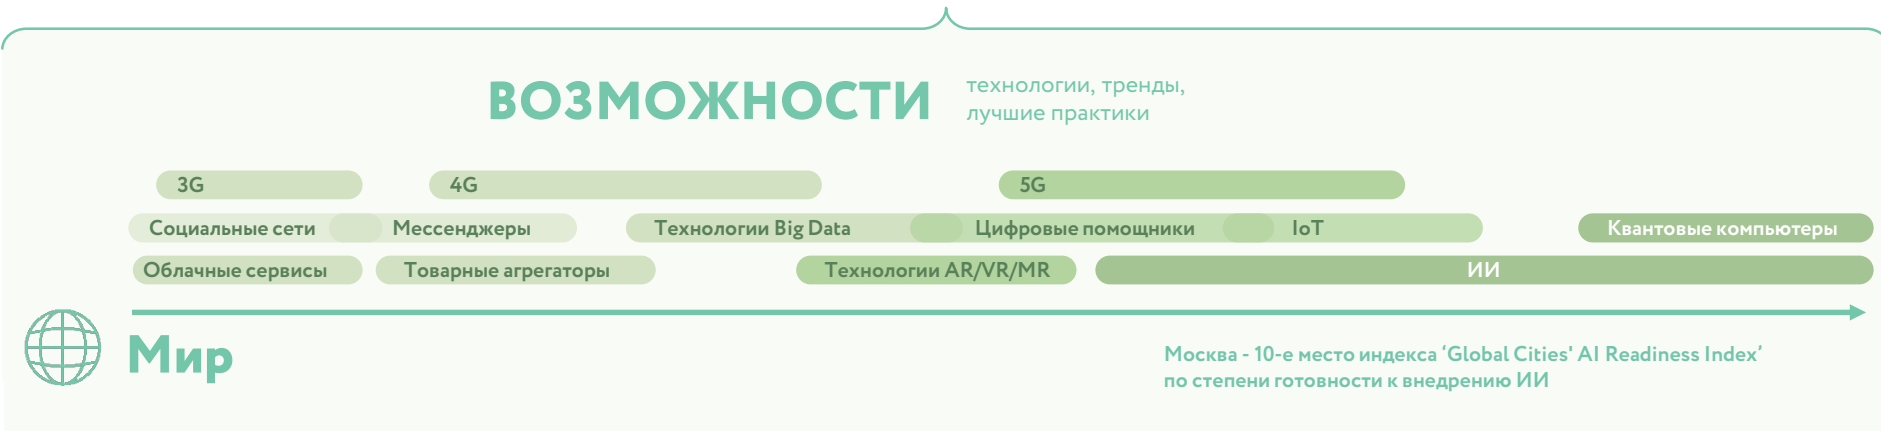 ВОЗМОЖНОСТИ
технологии, тренды,
лучшие практики
3G
4G
5G
Социальные сети
Мессенджеры
Технологии Big Data
Цифровые помощники
IoT
Квантовые компьютеры
Облачные сервисы
Товарные агрегаторы
Технологии AR/VR/MR
ИИ
Мир
Москва - 10-е место индекса ‘Global Cities' AI Readiness Index’
по степени готовности к внедрению ИИ